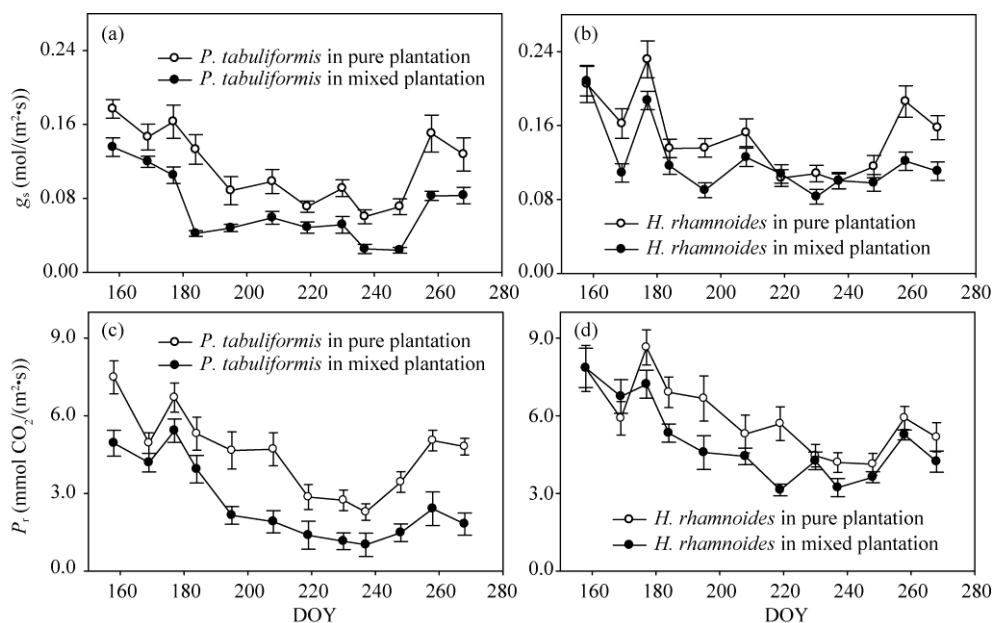 (a)
P. tabuliformis in pure plantation
P. tabuliformis in mixed plantation
gs (mol/(m²•s))
0.24
0.16
0.08
0.00
160 180 200 220 240 260 280
(b)
H. rhamnoides in pure plantation
H. rhamnoides in mixed plantation
0.24
0.16
0.08
0.00
160 180 200 220 240 260 280
(c)
P. tabuliformis in pure plantation
P. tabuliformis in mixed plantation
Pr (mmol CO₂/(m²•s))
9.0
6.0
3.0
0.0
160 180 200 220 240 260 280
DOY
(d)
H. rhamnoides in pure plantation
H. rhamnoides in mixed plantation
9.0
6.0
3.0
0.0
160 180 200 220 240 260 280
DOY